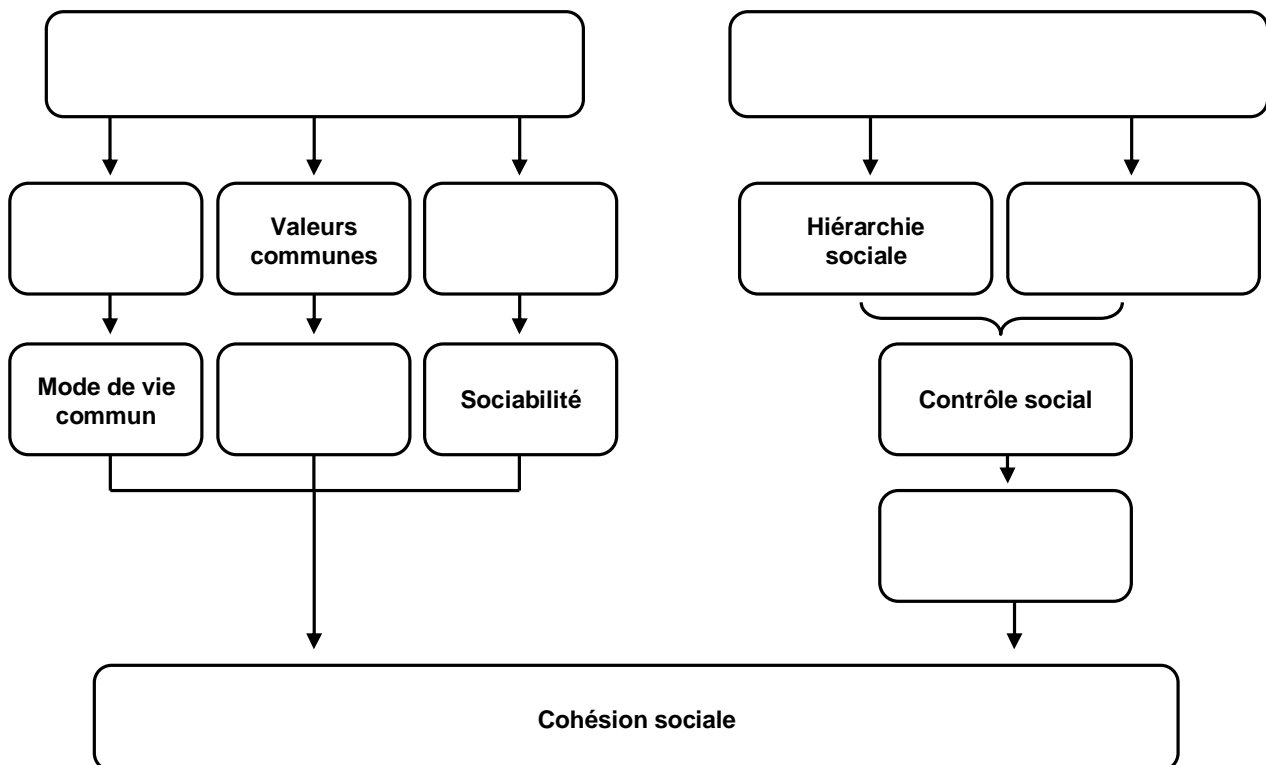 Valeurs
communes
Hiérarchie
sociale
Mode de vie
commun
Sociabilité
Contrôle social
Cohésion sociale